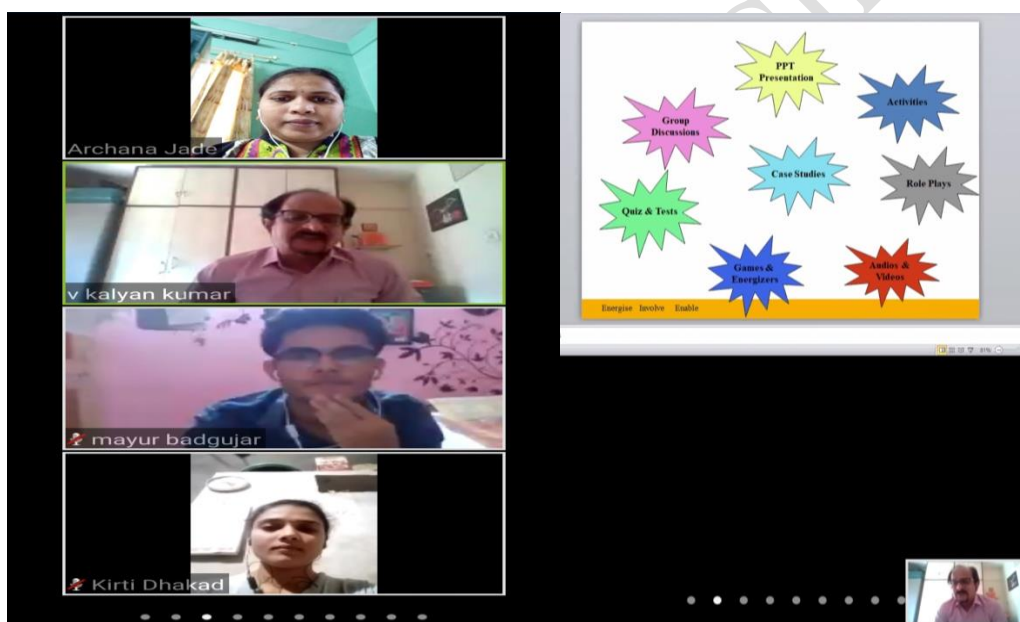 Archana Jade
v kalyan kumar
mayur badgujar
Kirti Dhakad
PPT
Presentation
Activities
Group
Discussions
Case Studies
Role Plays
Quiz & Tests
Games &
Energizers
Audios &
Videos
Energise Involve Enable